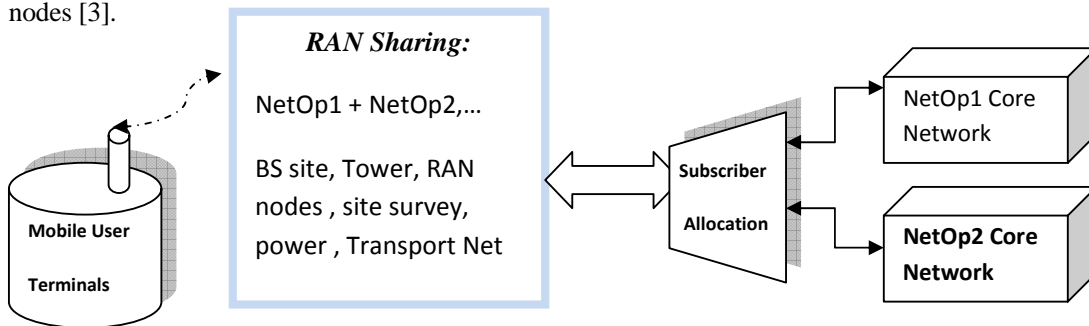 nodes [3].
RAN Sharing:
NetOp1 + NetOp2,...
BS site, Tower, RAN
nodes , site survey,
power , Transport Net
Mobile User
Terminals
Subscriber
Allocation
NetOp1 Core
Network
NetOp2 Core
Network